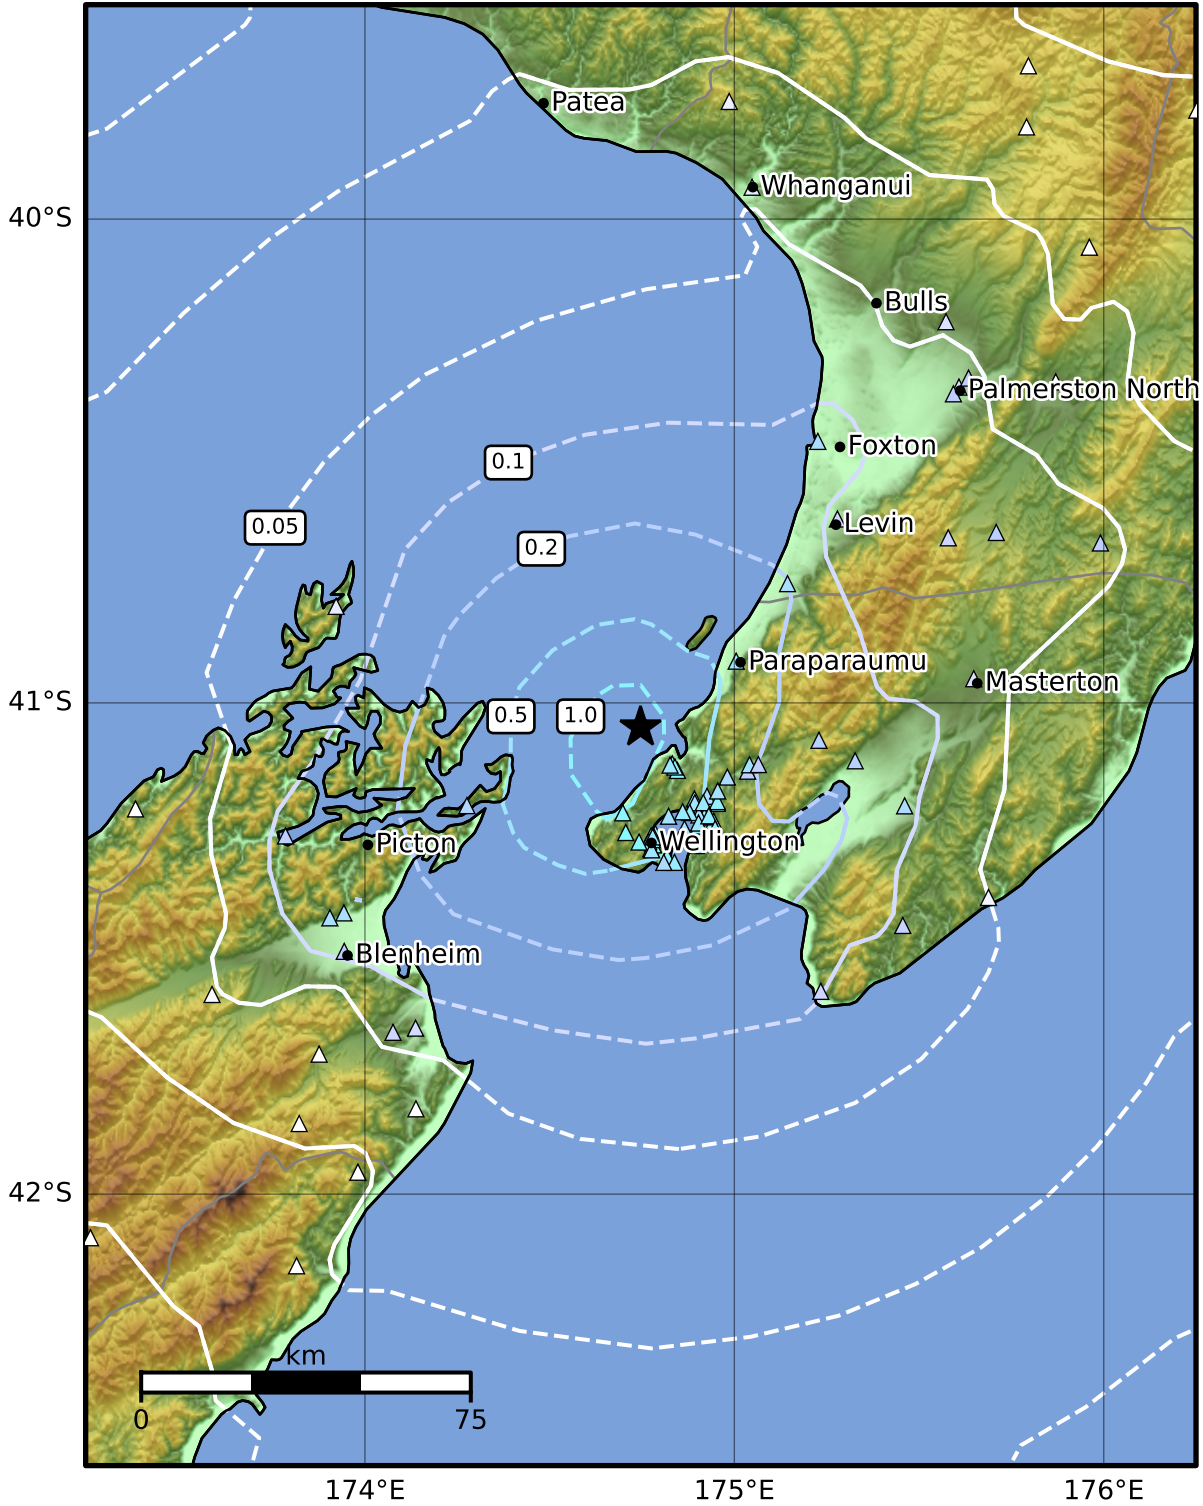 Patea
Whanganui
40°S
Bulls
Palmerston North
Foxton
0.1
Levin
0.05
0.2
Paraparaumu
Masterton
41°S
0.5
1.0
Wellington
Picton
Blenheim
42°S
km
0
75
174°E
175°E
176°E